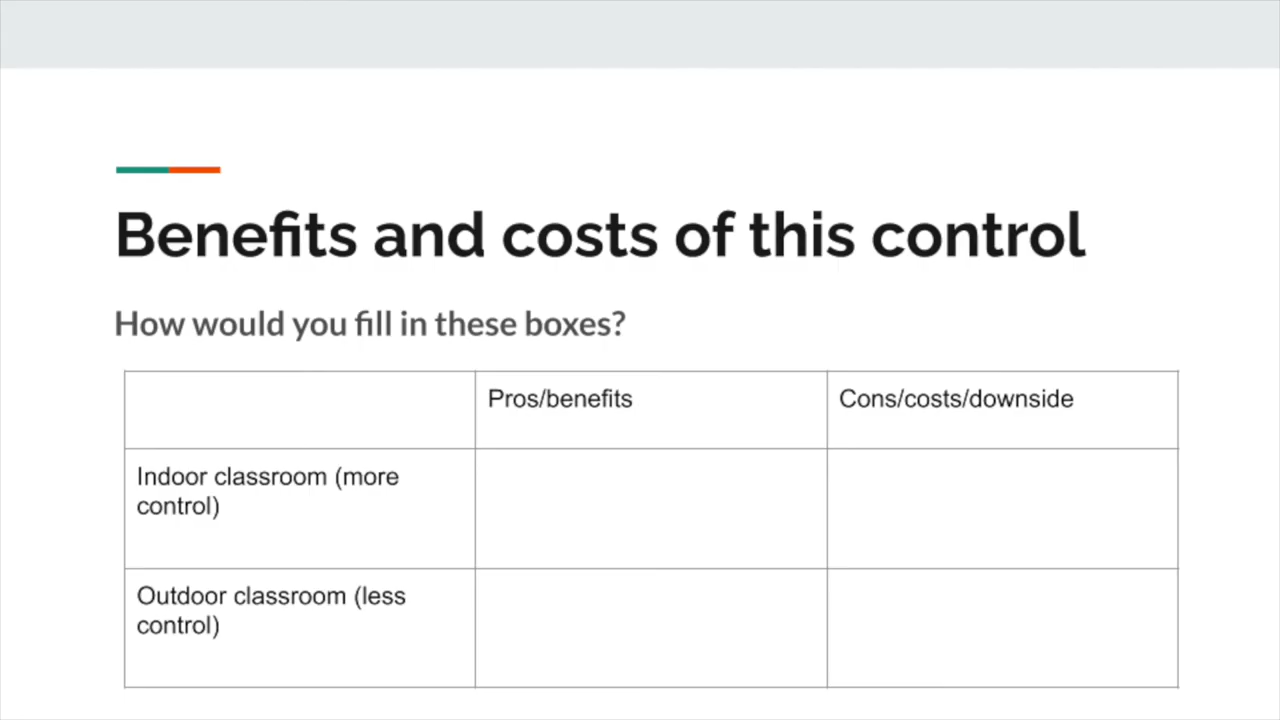 Benefits and costs of this control
How would you fill in these boxes?
Pros/benefits
Cons/costs/downside
Indoor classroom (more
control)
Outdoor classroom (less
control)